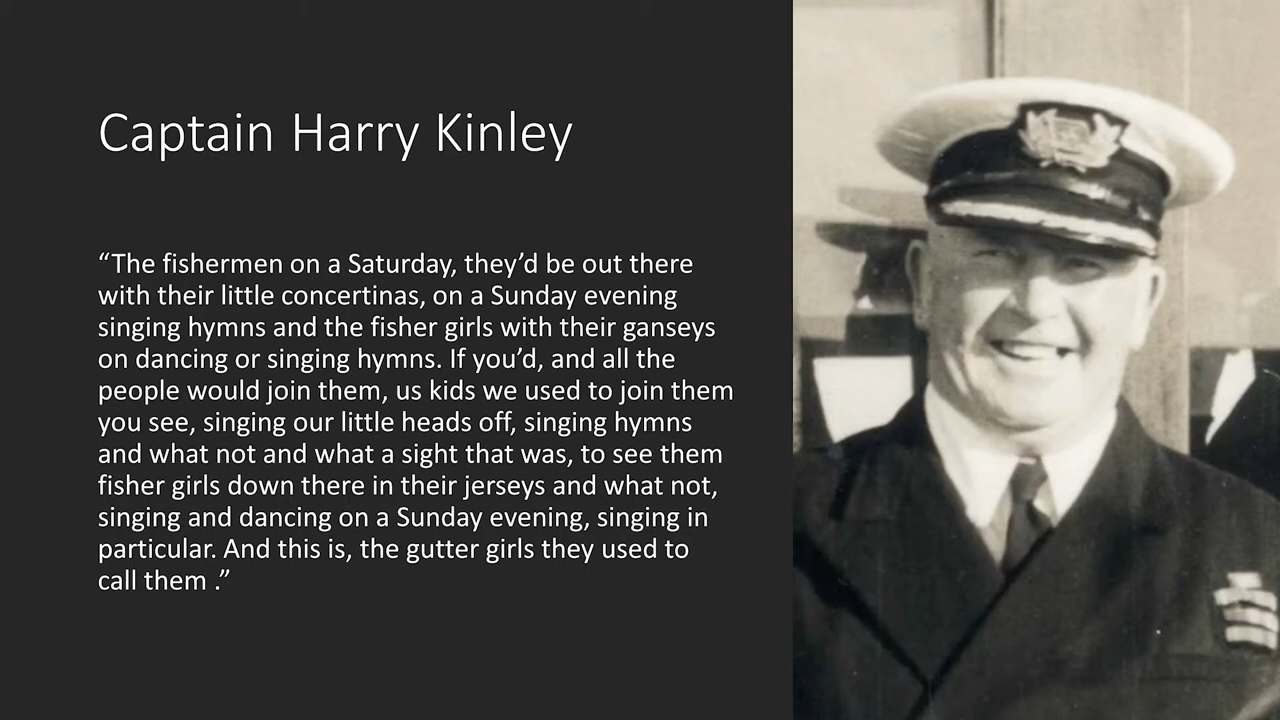 Captain Harry Kinley
“The fishermen on a Saturday, they’d be out there
with their little concertinas, on a Sunday evening
singing hymns and the fisher girls with their ganseys
on dancing or singing hymns. If you’d, and all the
people would join them, us kids we used to join them
you see, singing our little heads off, singing hymns
and what not and what a sight that was, to see them
fisher girls down there in their jerseys and what not,
singing and dancing on a Sunday evening, singing in
particular. And this is, the gutter girls they used to
call them .”